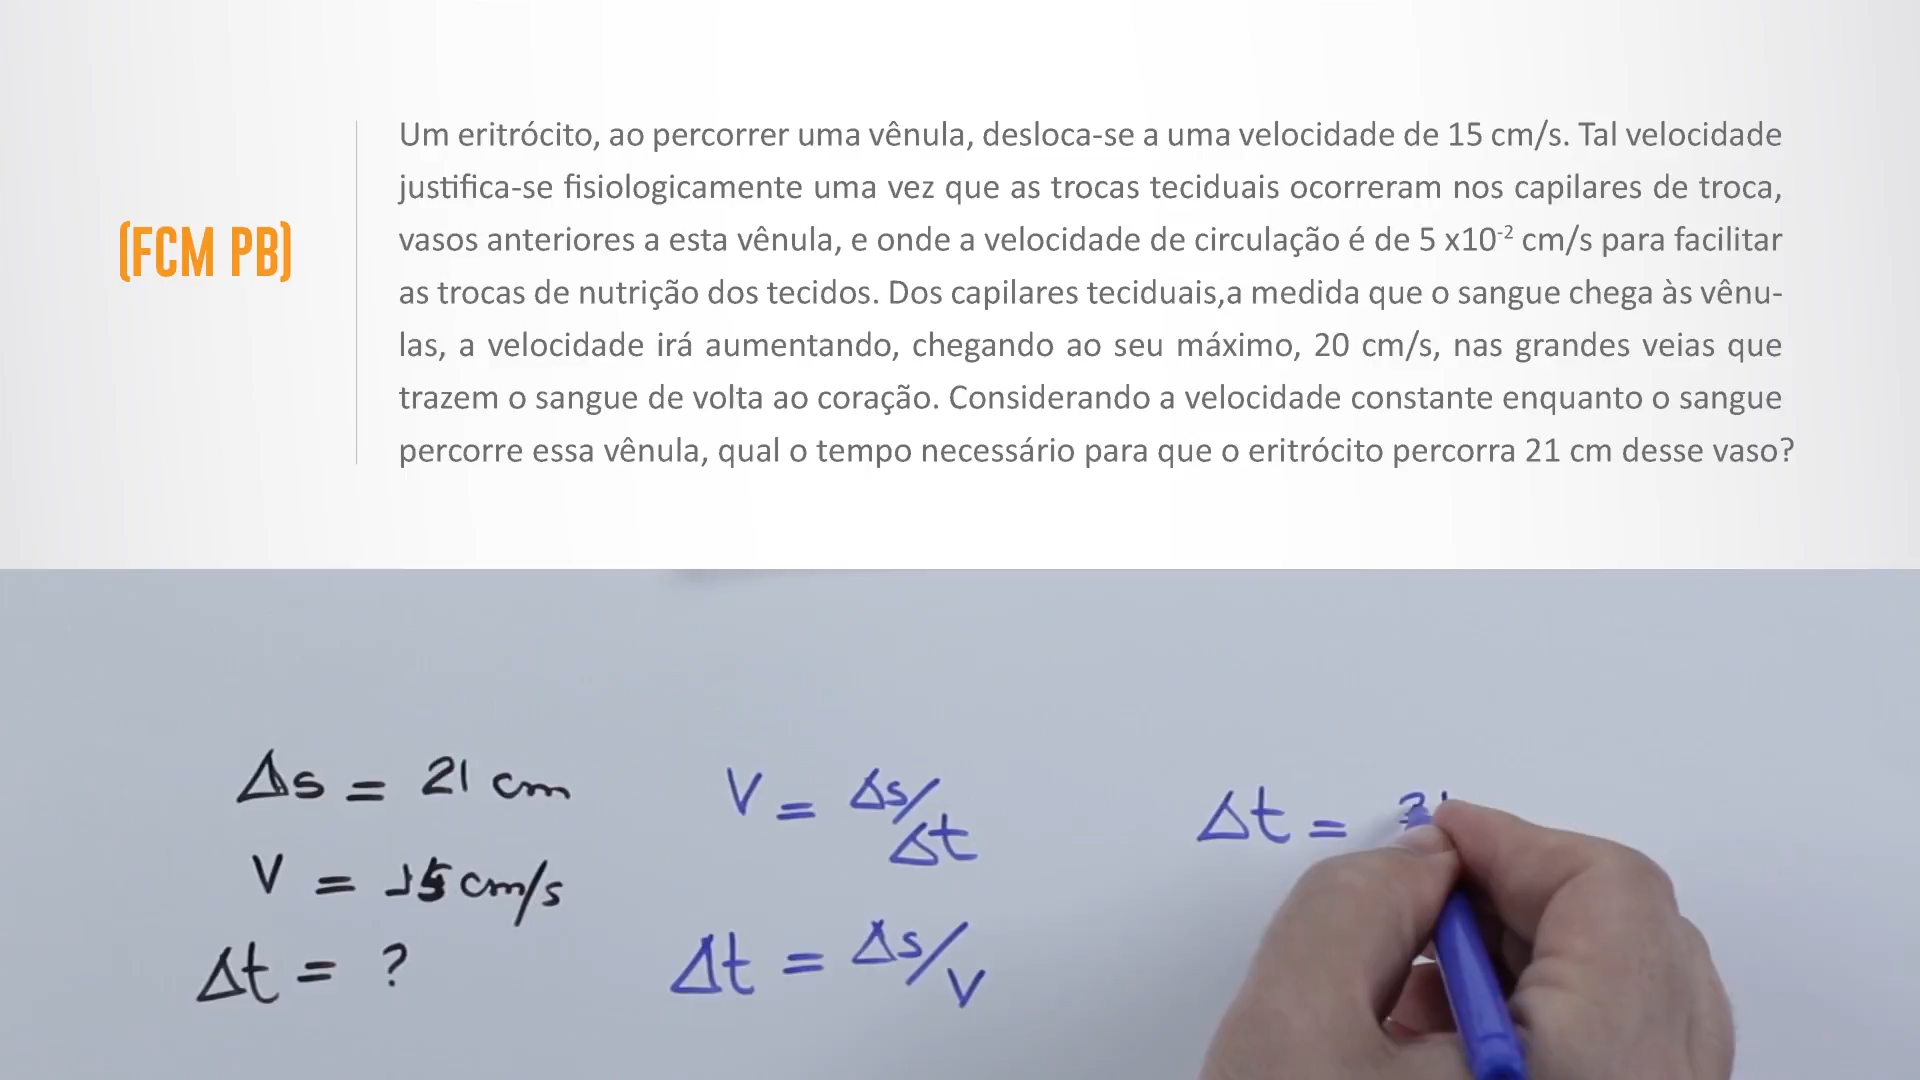 (FCM PB)
Um eritrócito, ao percorrer uma vênula, desloca-se a uma velocidade de 15 cm/s. Tal velocidade
justifica-se fisiologicamente uma vez que as trocas teciduais ocorreram nos capilares de troca,
vasos anteriores a esta vênula, e onde a velocidade de circulação é de 5 x10⁻² cm/s para facilitar
as trocas de nutrição dos tecidos. Dos capilares teciduais,a medida que o sangue chega às vênu-
las, a velocidade irá aumentando, chegando ao seu máximo, 20 cm/s, nas grandes veias que
trazem o sangue de volta ao coração. Considerando a velocidade constante enquanto o sangue
percorre essa vênula, qual o tempo necessário para que o eritrócito percorra 21 cm desse vaso?
Δs = 21 cm
V = 15 cm/s
Δt = ?
V = Δs/Δt
Δt = Δs/V
Δt =